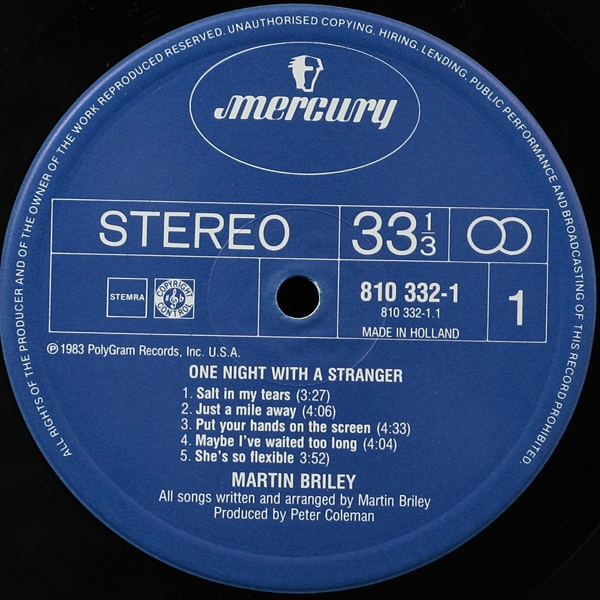 ALL RIGHTS OF THE PRODUCER AND OF THE OWNER OF THE WORK REPRODUCED RESERVED. UNAUTHORISED COPYING, HIRING, LENDING, PUBLIC PERFORMANCE AND BROADCASTING OF THIS RECORD PROHIBITED.
mercury
STEREO
33 1/3
STEMRA
COPYRIGHT CONTROL
810 332-1
810 332-1.1
MADE IN HOLLAND
1
℗ 1983 PolyGram Records, Inc. U.S.A.
ONE NIGHT WITH A STRANGER
1. Salt in my tears (3:27)
2. Just a mile away (4:06)
3. Put your hands on the screen (4:33)
4. Maybe I've waited too long (4:04)
5. She's so flexible 3:52)
MARTIN BRILEY
All songs written and arranged by Martin Briley
Produced by Peter Coleman